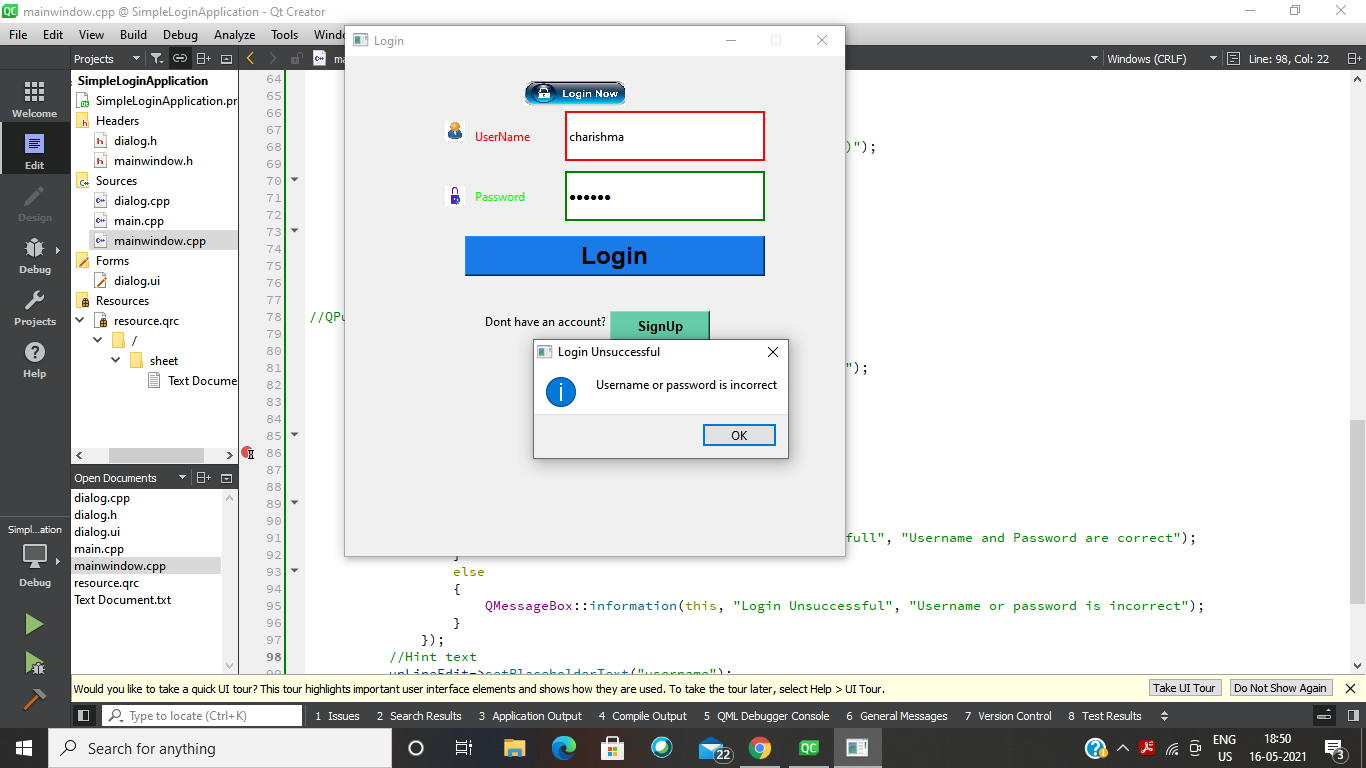 mainwindow.cpp @ SimpleLoginApplication - Qt Creator
File Edit View Build Debug Analyze Tools
Projects
Windows (CRLF)
Line: 98, Col: 22
Welcome
Edit
Design
Debug
Projects
Help
Simpl...ation
Debug
SimpleLoginApplication
SimpleLoginApplication.pr
Headers
dialog.h
mainwindow.h
Sources
dialog.cpp
main.cpp
mainwindow.cpp
Forms
dialog.ui
Resources
resource.qrc
/
sheet
Text Docume
Open Documents
dialog.cpp
dialog.h
dialog.ui
main.cpp
mainwindow.cpp
resource.qrc
Text Document.txt
Login
Login Now
UserName
charishma
Password
••••••
Login
Dont have an account?
SignUp
Login Unsuccessful
Username or password is incorrect
OK
64
65
66
67
68 )");
69
70
71
72
73
74
75
76
77
78 //QPu
79
80
81 ");
82
83
84
85
86
87
88
89
90
91 full", "Username and Password are correct");
92 }
93 else
94 {
95 QMessageBox::information(this, "Login Unsuccessful", "Username or password is incorrect");
96 }
97 });
98 //Hint text
unLineEdit->setPlaceholderText("username");
Would you like to take a quick UI tour? This tour highlights important user interface elements and shows how they are used. To take the tour later, select Help > UI Tour.
Take UI Tour
Do Not Show Again
Type to locate (Ctrl+K)
1 Issues
2 Search Results
3 Application Output
4 Compile Output
5 QML Debugger Console
6 General Messages
7 Version Control
8 Test Results
Search for anything
22
QC
ENG
US
18:50
16-05-2021
3